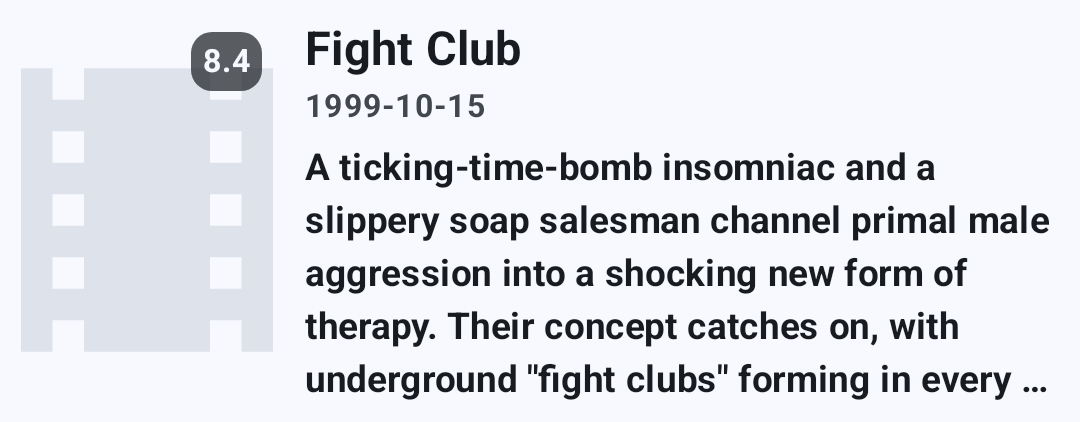 8.4
Fight Club
1999-10-15
A ticking-time-bomb insomniac and a
slippery soap salesman channel primal male
aggression into a shocking new form of
therapy. Their concept catches on, with
underground "fight clubs" forming in every ...